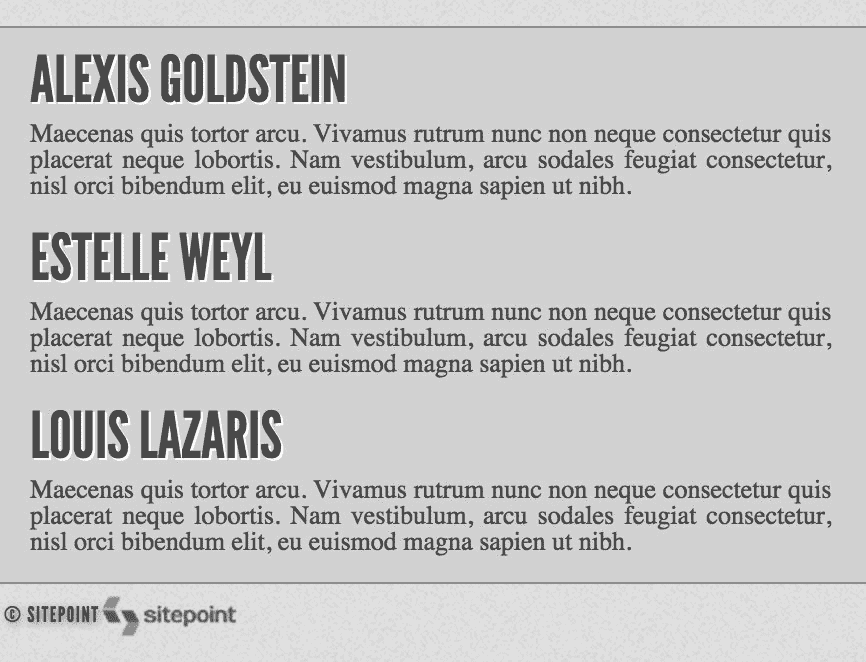 ALEXIS GOLDSTEIN
Maecenas quis tortor arcu. Vivamus rutrum nunc non neque consectetur quis
placerat neque lobortis. Nam vestibulum, arcu sodales feugiat consectetur,
nisl orci bibendum elit, eu euismod magna sapien ut nibh.
ESTELLE WEYL
Maecenas quis tortor arcu. Vivamus rutrum nunc non neque consectetur quis
placerat neque lobortis. Nam vestibulum, arcu sodales feugiat consectetur,
nisl orci bibendum elit, eu euismod magna sapien ut nibh.
LOUIS LAZARIS
Maecenas quis tortor arcu. Vivamus rutrum nunc non neque consectetur quis
placerat neque lobortis. Nam vestibulum, arcu sodales feugiat consectetur,
nisl orci bibendum elit, eu euismod magna sapien ut nibh.
© SITEPOINT sitepoint